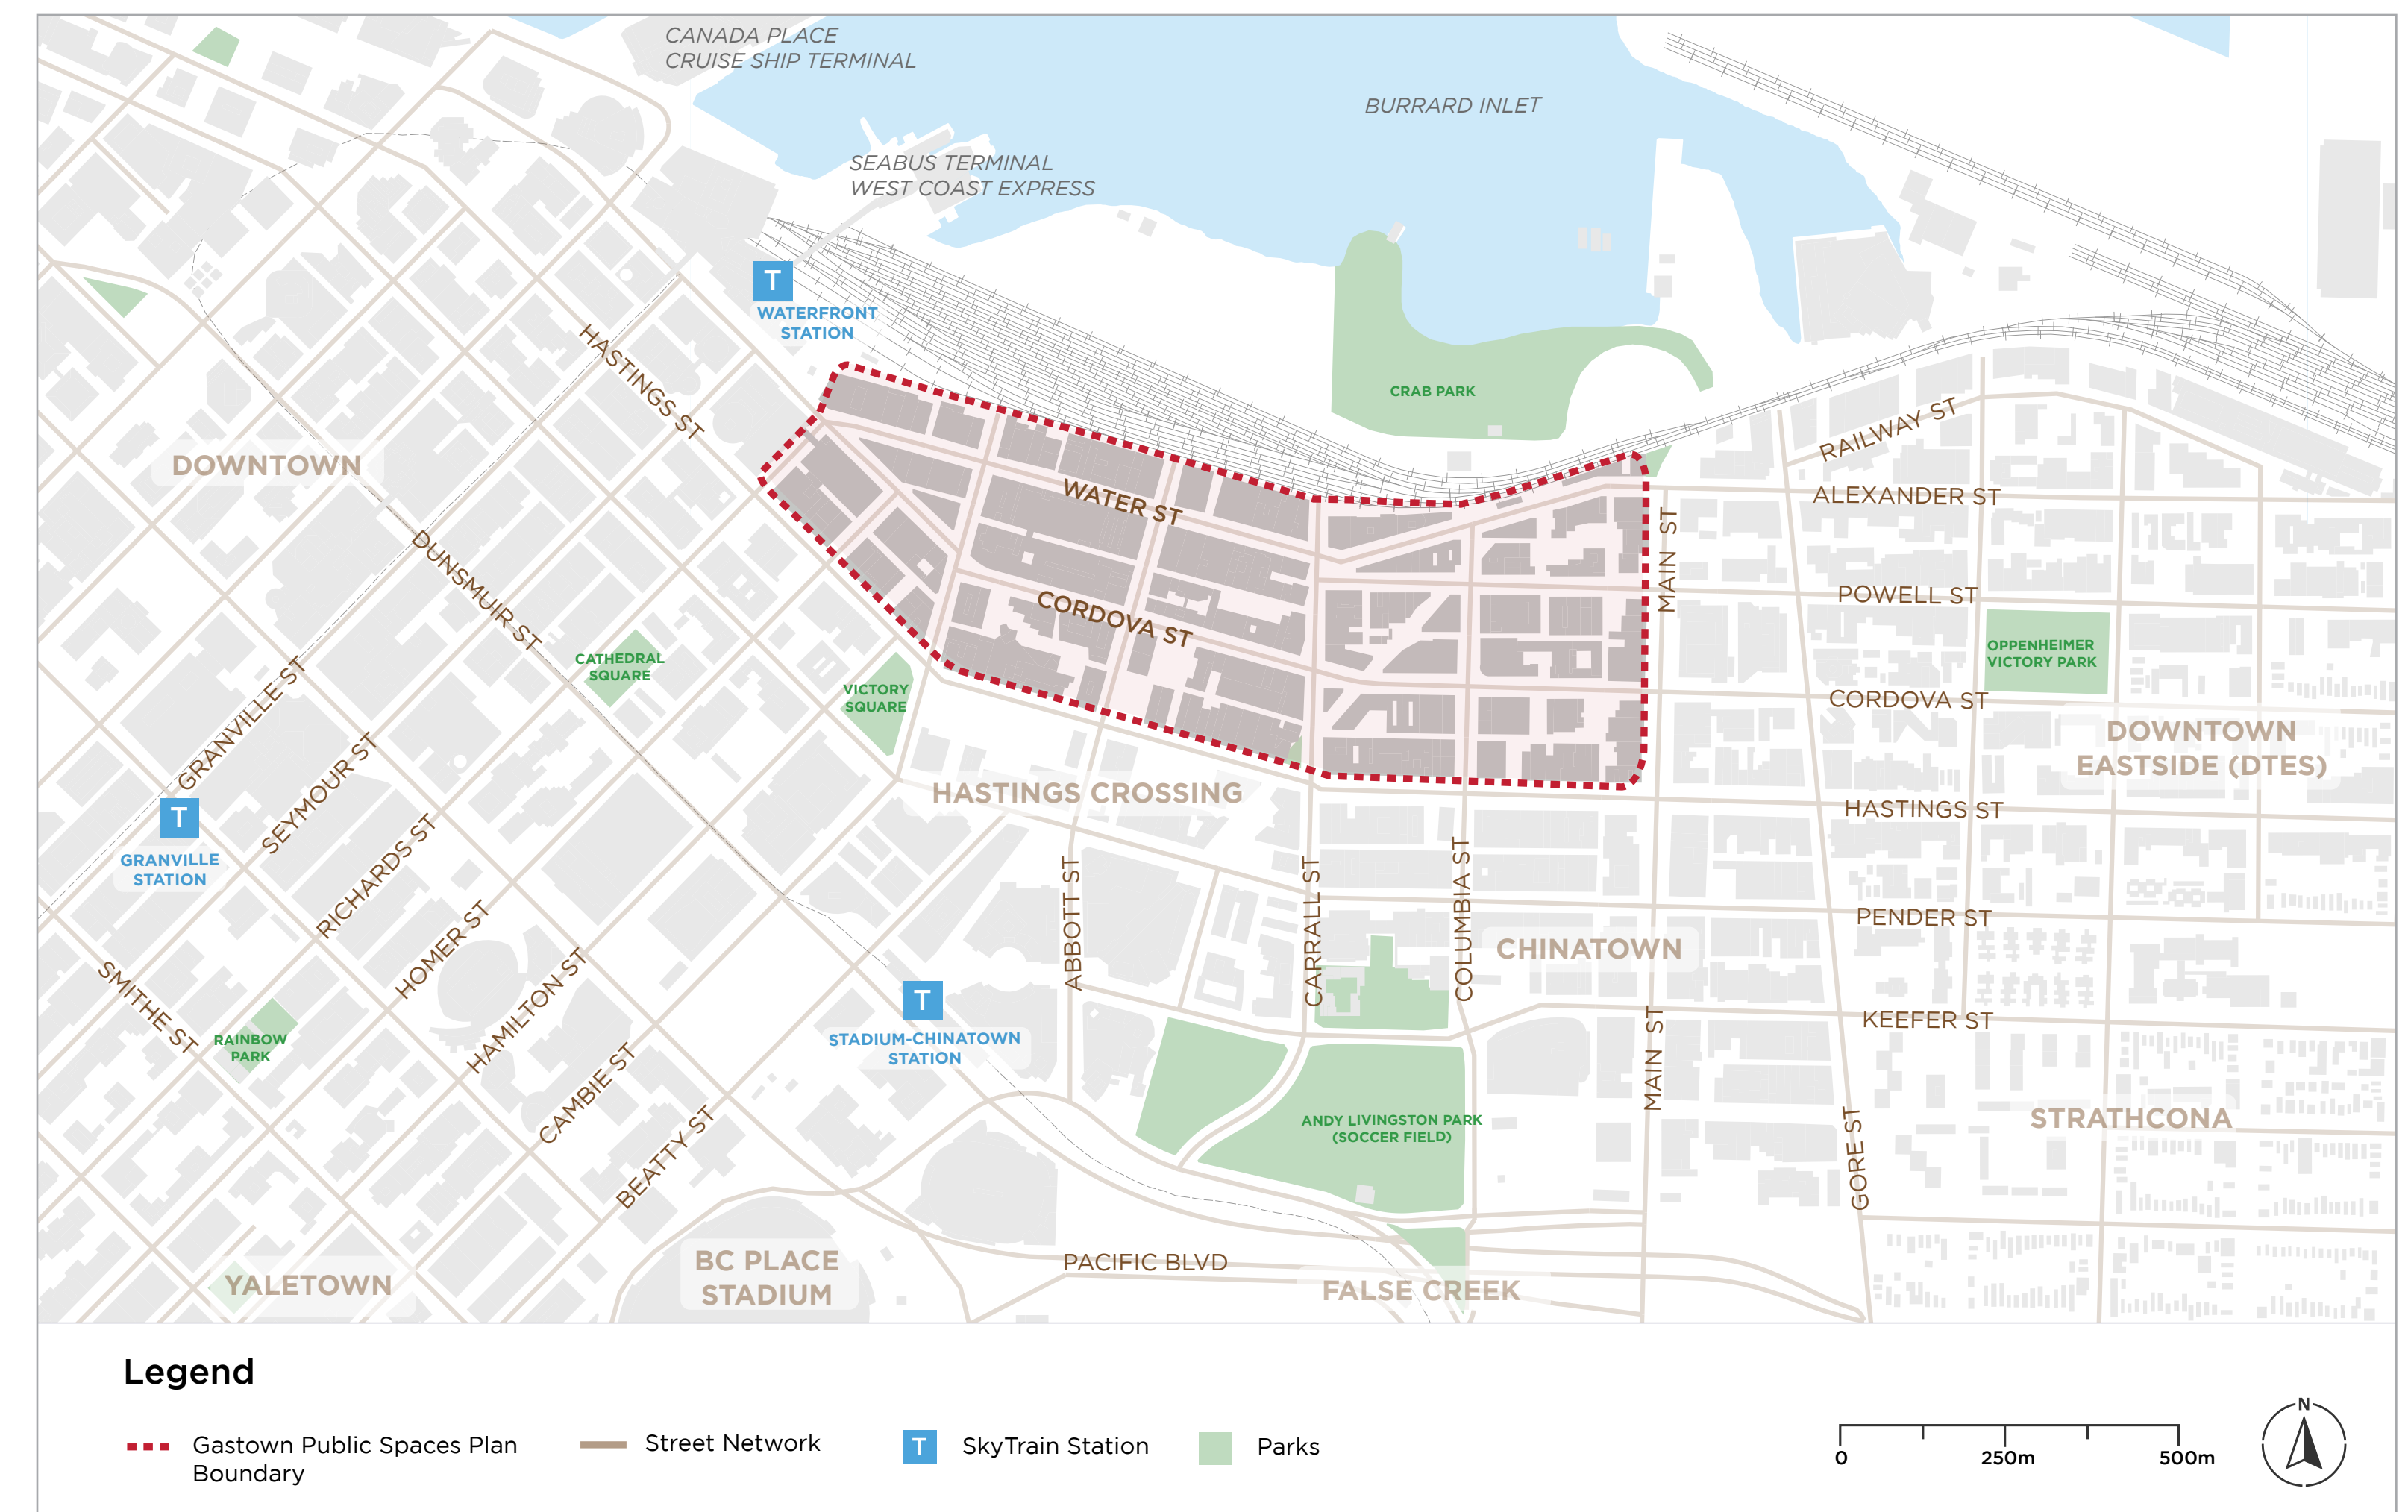 CANADA PLACE
CRUISE SHIP TERMINAL
BURRARD INLET
SEABUS TERMINAL
WEST COAST EXPRESS
T
WATERFRONT
STATION
HASTINGS ST
CRAB PARK
RAILWAY ST
DOWNTOWN
WATER ST
ALEXANDER ST
MAIN ST
DUNSMUIR ST
CORDOVA ST
POWELL ST
CATHEDRAL
SQUARE
VICTORY
SQUARE
OPPENHEIMER
VICTORY PARK
CORDOVA ST
GRANVILLE ST
DOWNTOWN
EASTSIDE (DTES)
SEYMOUR ST
HASTINGS CROSSING
HASTINGS ST
T
GRANVILLE
STATION
RICHARDS ST
ABBOTT ST
CARRALL ST
COLUMBIA ST
PENDER ST
HOMER ST
CHINATOWN
SMITHE ST
HAMILTON ST
T
STADIUM-CHINATOWN
STATION
KEEFER ST
RAINBOW
PARK
MAIN ST
CAMBIE ST
ANDY LIVINGSTON PARK
(SOCCER FIELD)
STRATHCONA
BEATTY ST
GORE ST
YALETOWN
BC PLACE
STADIUM
PACIFIC BLVD
FALSE CREEK
Legend
Gastown Public Spaces Plan
Boundary
Street Network
T
SkyTrain Station
Parks
0 250m 500m
N